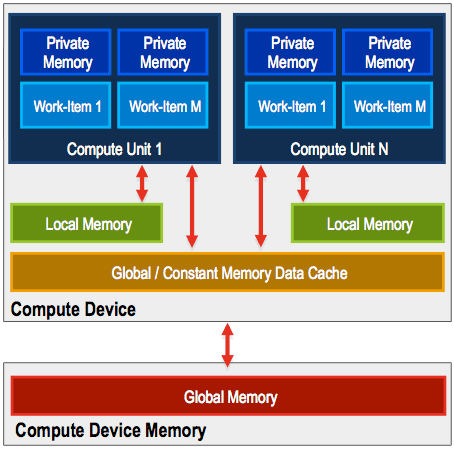 Private Memory
Private Memory
Private Memory
Private Memory
Work-Item 1
Work-Item M
Work-Item 1
Work-Item M
Compute Unit 1
Compute Unit N
Local Memory
Local Memory
Global / Constant Memory Data Cache
Compute Device
Global Memory
Compute Device Memory